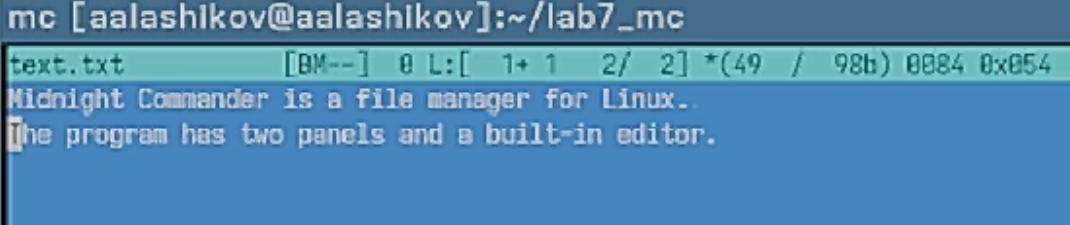 mc [aalashikov@aalashikov]:~/lab7_mc
text.txt [BM--] 0 L:[ 1+ 1 2/ 2] *(49 / 98b) 0084 0x054
Midnight Commander is a file manager for Linux.
The program has two panels and a built-in editor.